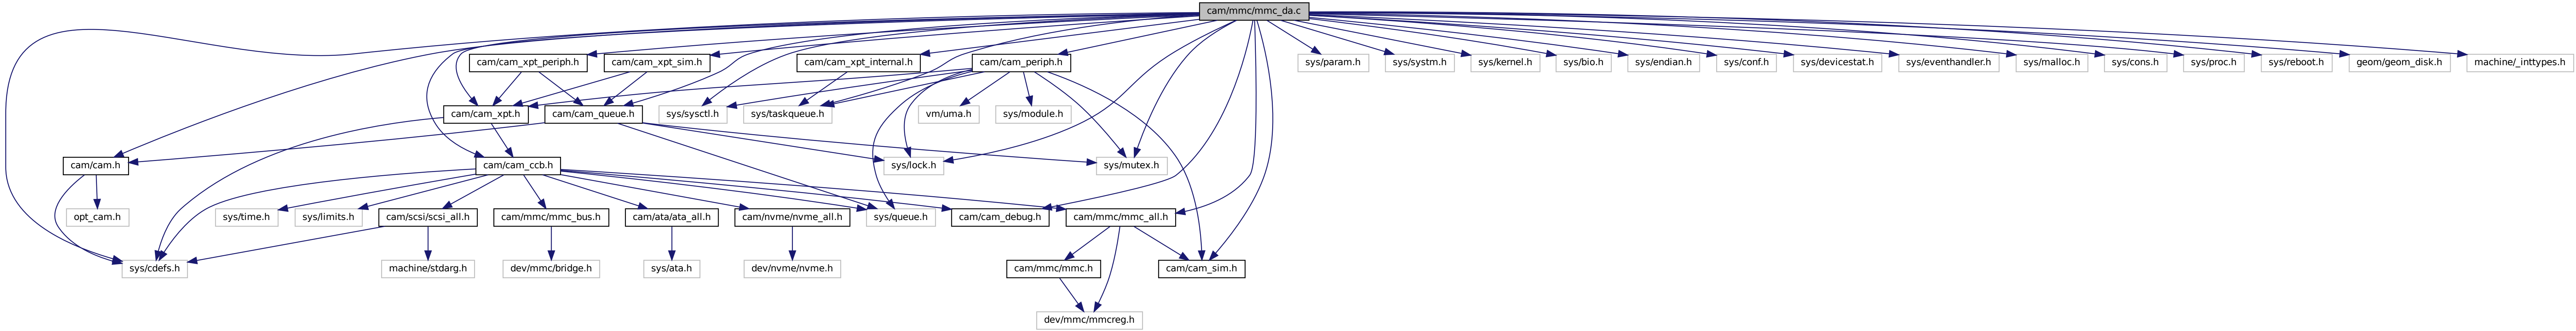 cam/mmc/mmc_da.c
cam/cam_xpt_periph.h
cam/cam_xpt_sim.h
cam/cam_xpt_internal.h
cam/cam_periph.h
sys/param.h
sys/systm.h
sys/kernel.h
sys/bio.h
sys/endian.h
sys/conf.h
sys/devicestat.h
sys/eventhandler.h
sys/malloc.h
sys/cons.h
sys/proc.h
sys/reboot.h
geom/geom_disk.h
machine/_inttypes.h
cam/cam_xpt.h
cam/cam_queue.h
sys/sysctl.h
sys/taskqueue.h
vm/uma.h
sys/module.h
cam/cam.h
cam/cam_ccb.h
sys/lock.h
sys/mutex.h
opt_cam.h
sys/time.h
sys/limits.h
cam/scsi/scsi_all.h
cam/mmc/mmc_bus.h
cam/ata/ata_all.h
cam/nvme/nvme_all.h
sys/queue.h
cam/cam_debug.h
cam/mmc/mmc_all.h
sys/cdefs.h
machine/stdarg.h
dev/mmc/bridge.h
sys/ata.h
dev/nvme/nvme.h
cam/mmc/mmc.h
cam/cam_sim.h
dev/mmc/mmcreg.h